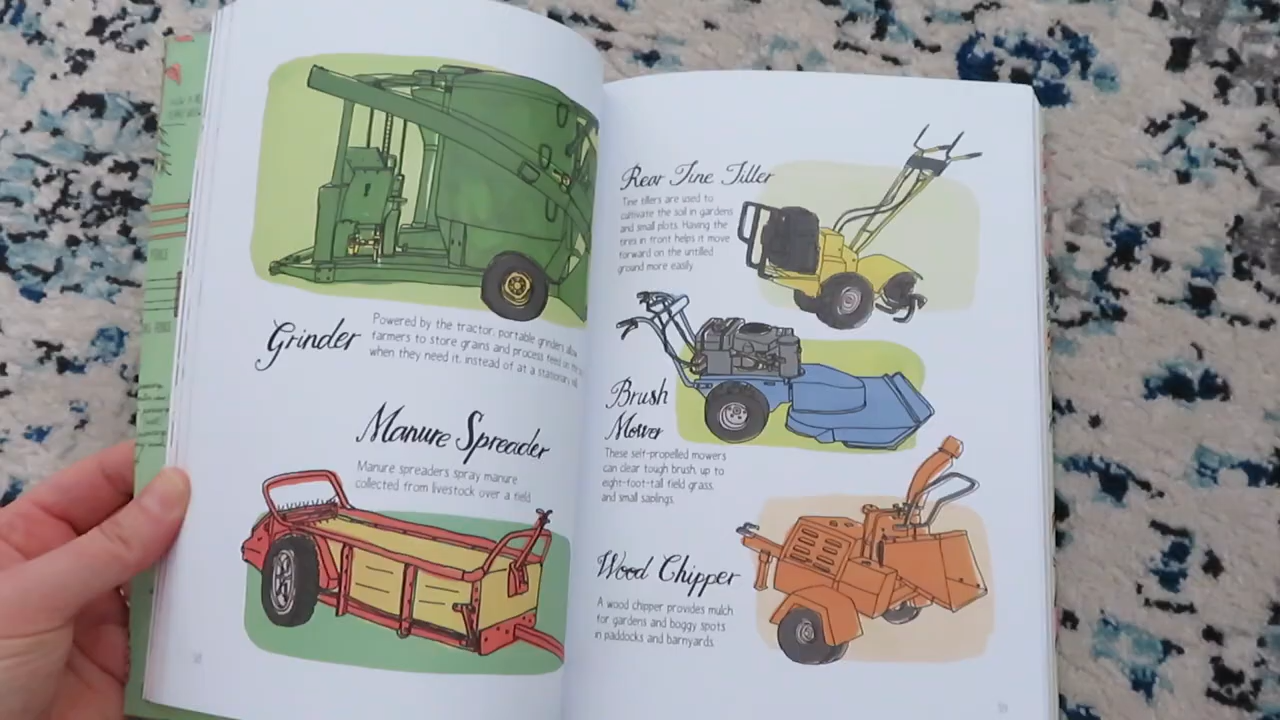 Grinder
Powered by the tractor, portable grinders allow
farmers to store grains and process feed on the
when they need it, instead of at a stationary
Manure Spreader
Manure spreaders spray manure
collected from livestock over a field.
Rear Tine Tiller
Tine tillers are used to
cultivate the soil in gardens
and small plots. Having the
tires in front helps it move
forward on the untilled
ground more easily.
Brush
Mower
These self-propelled mowers
can clear tough brush, up to
eight-foot-tall field grass,
and small saplings.
Wood Chipper
A wood chipper provides mulch
for gardens and boggy spots
in paddocks and barnyards.